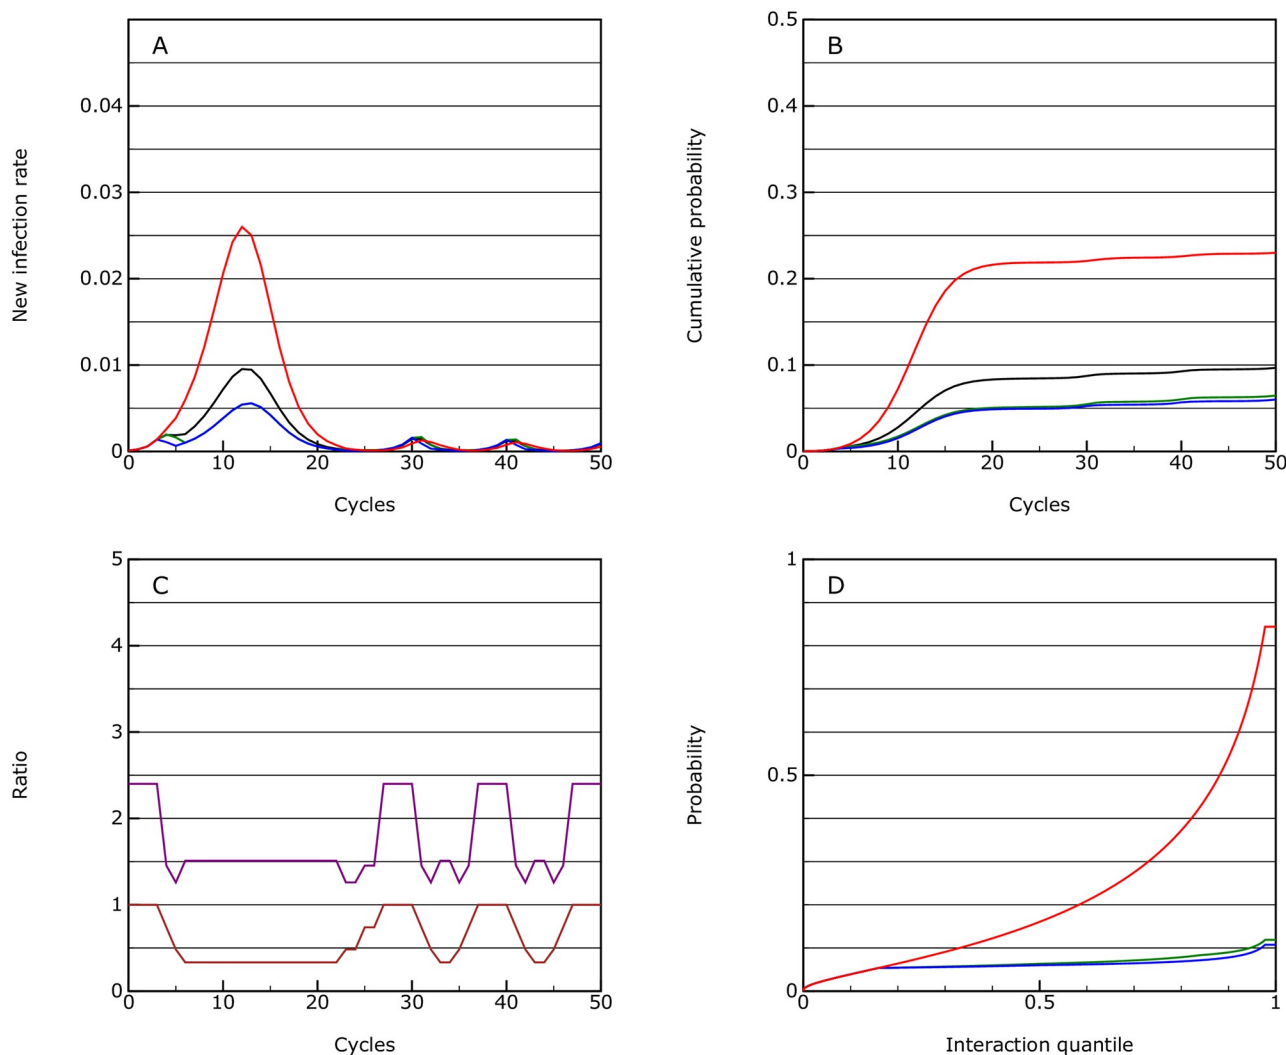 A
New infection rate
0.04
0.03
0.02
0.01
0
0 10 20 30 40 50
Cycles
B
Cumulative probability
0.5
0.4
0.3
0.2
0.1
0
0 10 20 30 40 50
Cycles
C
Ratio
5
4
3
2
1
0
0 10 20 30 40 50
Cycles
D
Probability
1
0.5
0
0 0.5 1
Interaction quantile